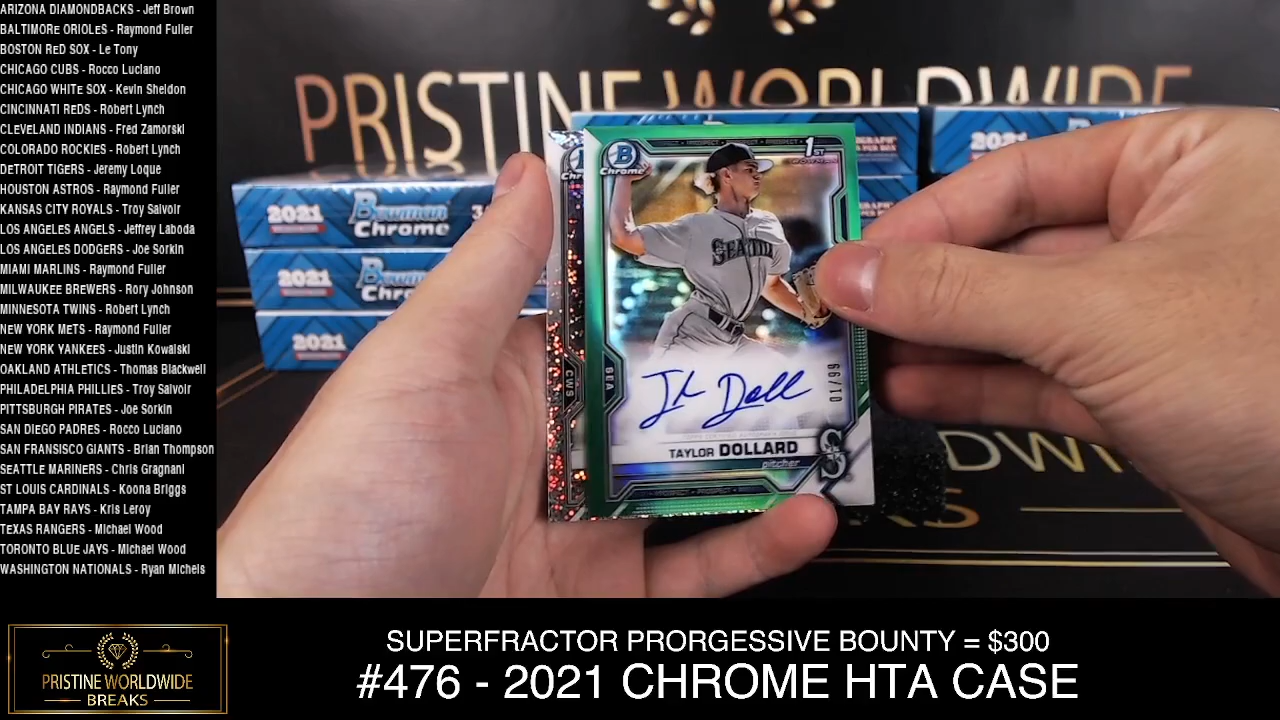 ARIZONA DIAMONDBACKS - Jeff Brown
BALTIMORE ORIOLES - Raymond Fuller
BOSTON RED SOX - Le Tony
CHICAGO CUBS - Rocco Luciano
CHICAGO WHITE SOX - Kevin Sheldon
CINCINNATI REDS - Robert Lynch
CLEVELAND INDIANS - Fred Zamorski
COLORADO ROCKIES - Robert Lynch
DETROIT TIGERS - Jeremy Loque
HOUSTON ASTROS - Raymond Fuller
KANSAS CITY ROYALS - Troy Salvoir
LOS ANGELES ANGELS - Jeffrey Laboda
LOS ANGELES DODGERS - Joe Sorkin
MIAMI MARLINS - Raymond Fuller
MILWAUKEE BREWERS - Rory Johnson
MINNESOTA TWINS - Robert Lynch
NEW YORK METS - Raymond Fuller
NEW YORK YANKEES - Justin Kowalski
OAKLAND ATHLETICS - Thomas Blackwell
PHILADELPHIA PHILLIES - Troy Salvoir
PITTSBURGH PIRATES - Joe Sorkin
SAN DIEGO PADRES - Rocco Luciano
SAN FRANSISCO GIANTS - Brian Thompson
SEATTLE MARINERS - Chris Gragnani
ST LOUIS CARDINALS - Koona Briggs
TAMPA BAY RAYS - Kris Leroy
TEXAS RANGERS - Michael Wood
TORONTO BLUE JAYS - Michael Wood
WASHINGTON NATIONALS - Ryan Michels
PRISTINE WORLDWIDE
2021 Bowman Chrome
2021 Bowman
2021
202
B Chrome
1ST BOWMAN
SEATTL
CWS
SEA
01/99
TAYLOR DOLLARD
pitcher
DWIDE
PRISTINE WORLDWIDE
BREAKS
SUPERFRACTOR PRORGESSIVE BOUNTY = $300
#476 - 2021 CHROME HTA CASE